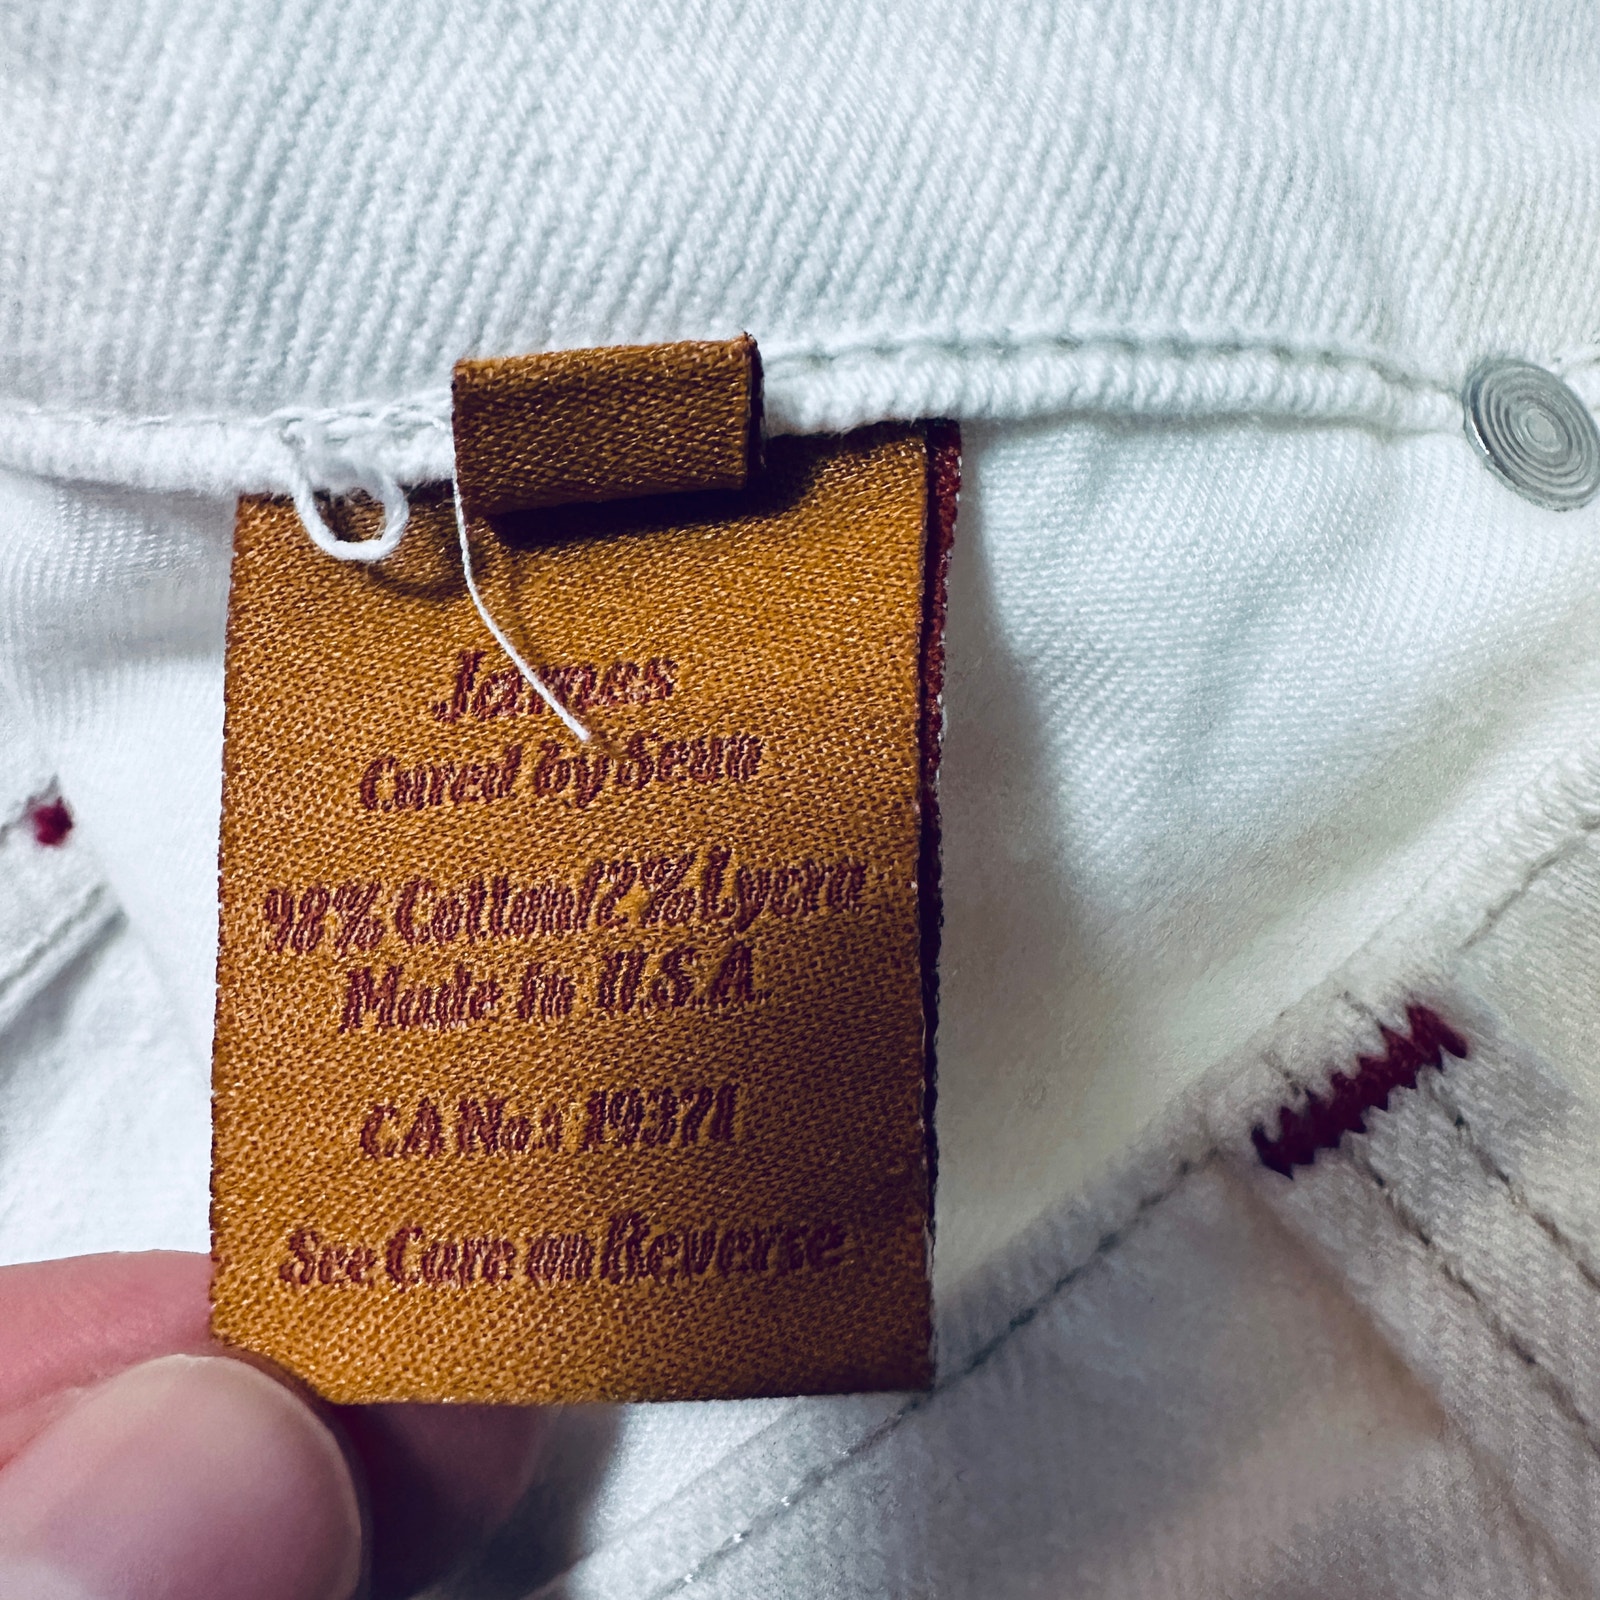 James
Cured by Seun
98% Cotton/2% Lycra
Made in U.S.A.
CA No.: 19371
See Care on Reverse